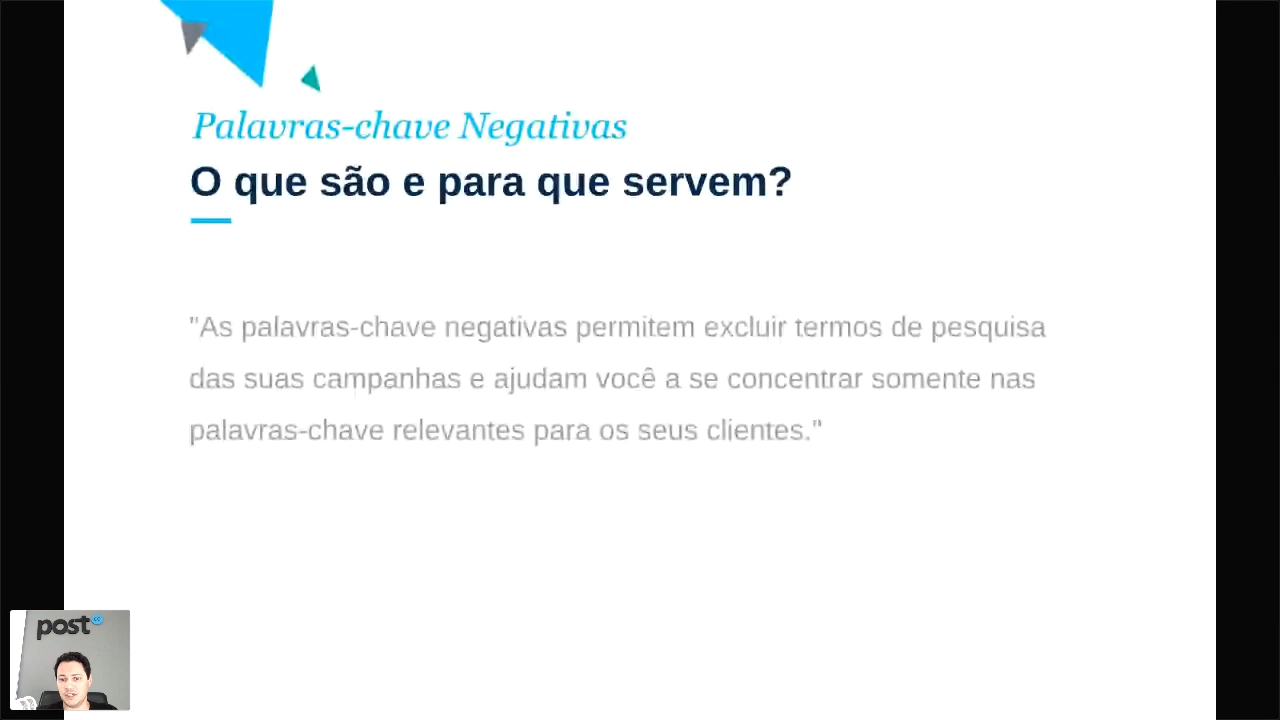 Palavras-chave Negativas
O que são e para que servem?
"As palavras-chave negativas permitem excluir termos de pesquisa
das suas campanhas e ajudam você a se concentrar somente nas
palavras-chave relevantes para os seus clientes."
post